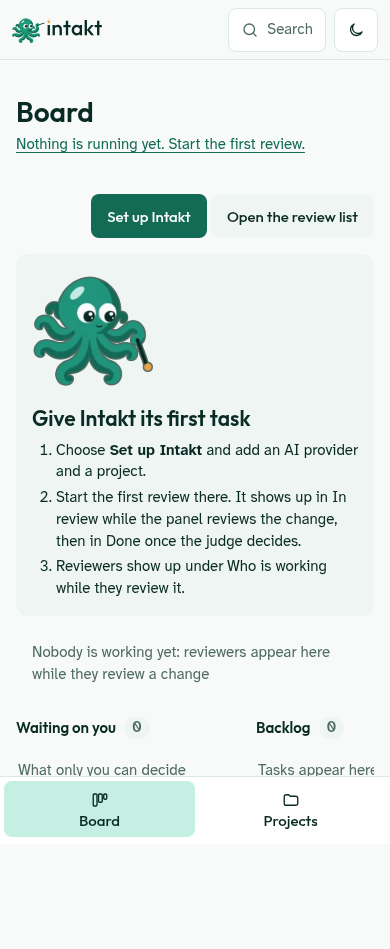 intakt
Search
Board
Nothing is running yet. Start the first review.
Set up Intakt
Open the review list
Give Intakt its first task
1. Choose Set up Intakt and add an AI provider
and a project.
2. Start the first review there. It shows up in In
review while the panel reviews the change,
then in Done once the judge decides.
3. Reviewers show up under Who is working
while they review it.
Nobody is working yet: reviewers appear here
while they review a change
Waiting on you 0
Backlog 0
What only you can decide
Tasks appear here
Board
Projects